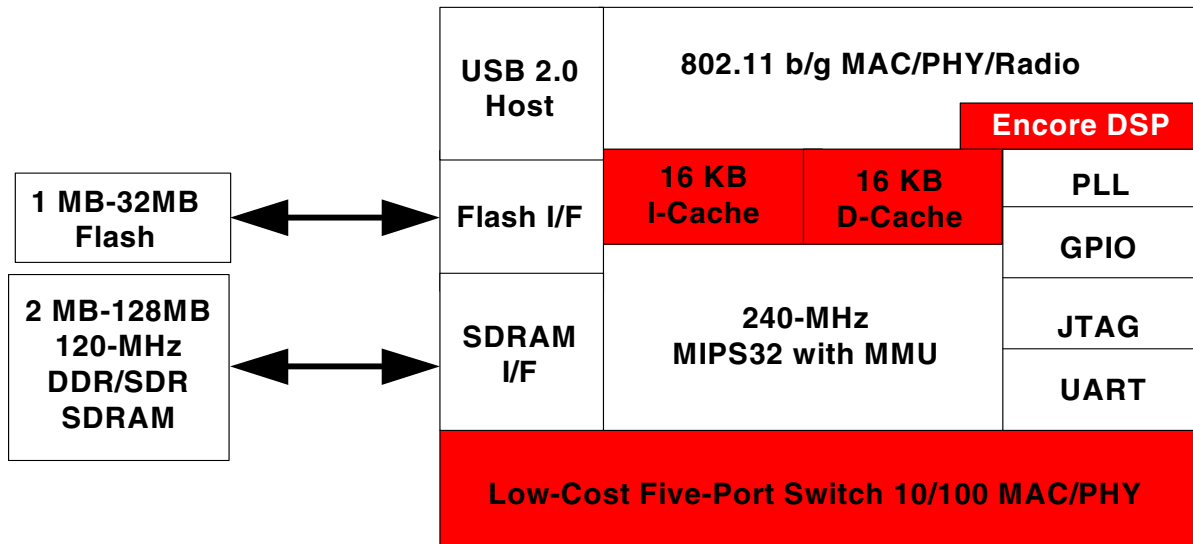 USB 2.0
Host
802.11 b/g MAC/PHY/Radio
Encore DSP
1 MB-32MB
Flash
Flash I/F
16 KB
I-Cache
16 KB
D-Cache
PLL
GPIO
2 MB-128MB
120-MHz
DDR/SDR
SDRAM
SDRAM
I/F
240-MHz
MIPS32 with MMU
JTAG
UART
Low-Cost Five-Port Switch 10/100 MAC/PHY